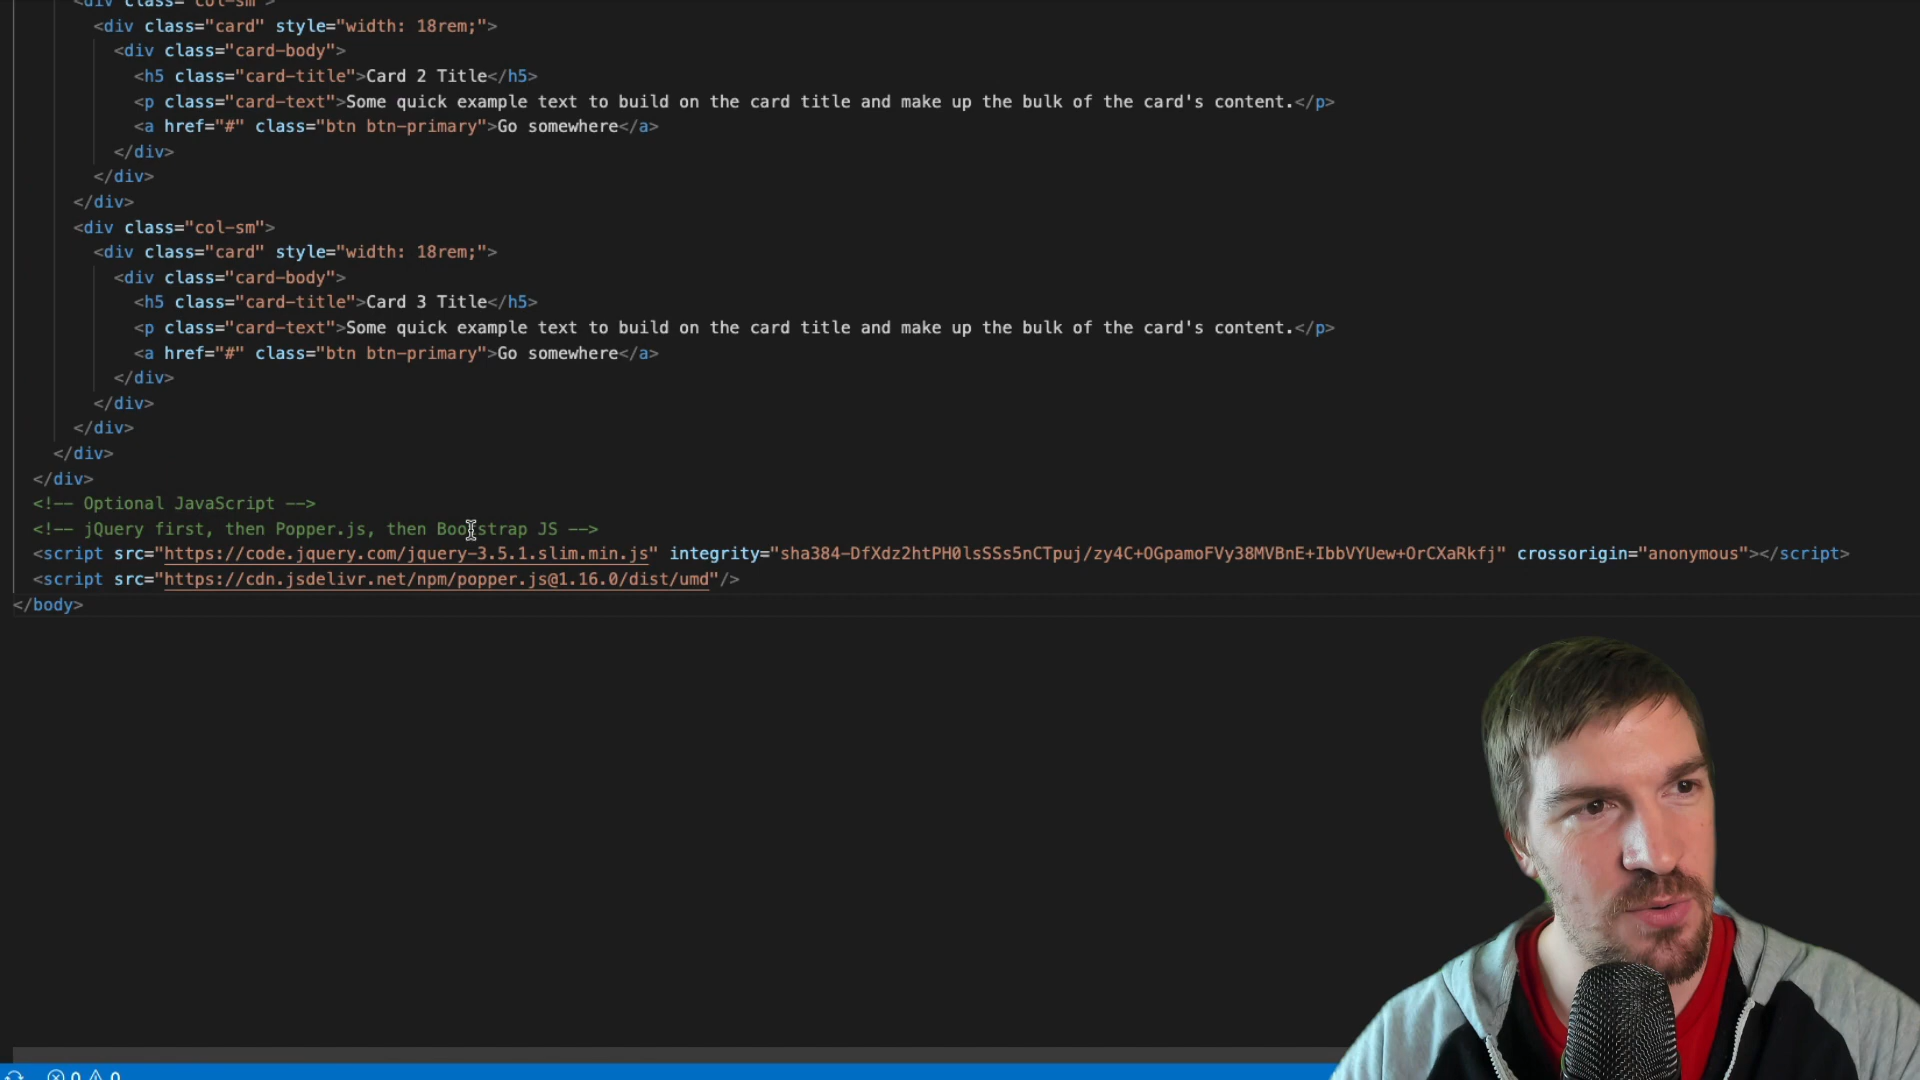 <div class="col-sm">
<div class="card" style="width: 18rem;">
<div class="card-body">
<h5 class="card-title">Card 2 Title</h5>
<p class="card-text">Some quick example text to build on the card title and make up the bulk of the card's content.</p>
<a href="#" class="btn btn-primary">Go somewhere</a>
</div>
</div>
</div>
<div class="col-sm">
<div class="card" style="width: 18rem;">
<div class="card-body">
<h5 class="card-title">Card 3 Title</h5>
<p class="card-text">Some quick example text to build on the card title and make up the bulk of the card's content.</p>
<a href="#" class="btn btn-primary">Go somewhere</a>
</div>
</div>
</div>
</div>
</div>
<!-- Optional JavaScript -->
<!-- jQuery first, then Popper.js, then Bootstrap JS -->
<script src="https://code.jquery.com/jquery-3.5.1.slim.min.js" integrity="sha384-DfXdz2htPH0lsSSs5nCTpuj/zy4C+OGpamoFVy38MVBnE+IbbVYUew+OrCXaRkfj" crossorigin="anonymous"></script>
<script src="https://cdn.jsdelivr.net/npm/popper.js@1.16.0/dist/umd"/>
</body>
0 0